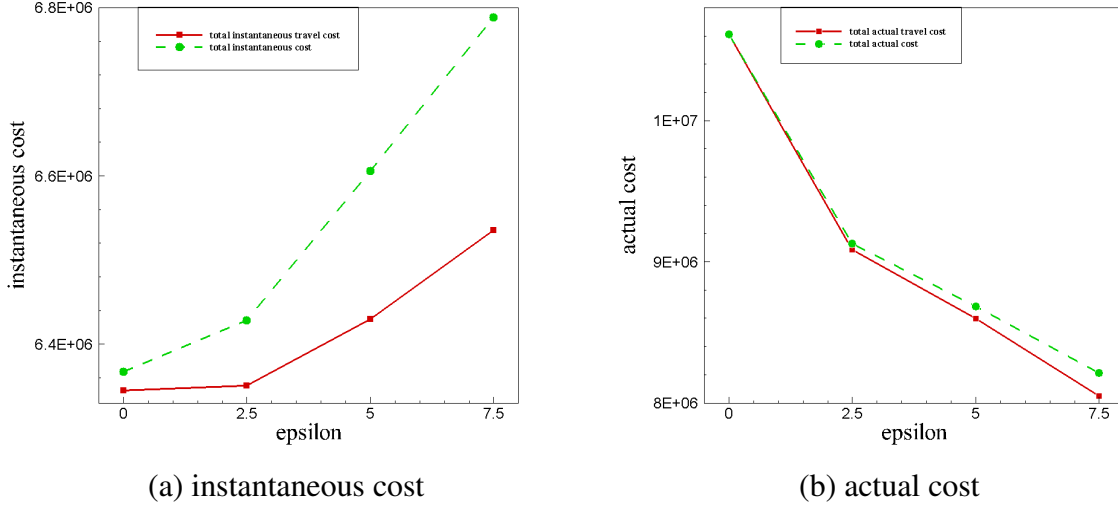 6.8E+06
6.6E+06
6.4E+06
instantaneous cost
total instantaneous travel cost
total instantaneous cost
0 2.5 5 7.5
epsilon
(a) instantaneous cost
1E+07
9E+06
8E+06
actual cost
total actual travel cost
total actual cost
0 2.5 5 7.5
epsilon
(b) actual cost